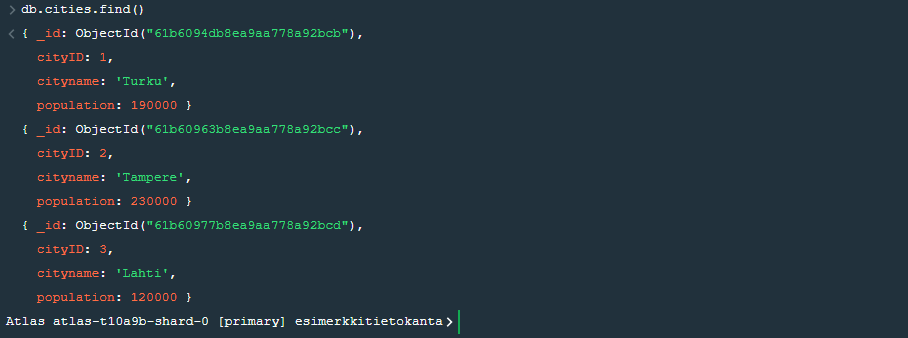 > db.cities.find()
< { _id: ObjectId("61b6094db8ea9aa778a92bcb"),
cityID: 1,
cityname: 'Turku',
population: 190000 }
{ _id: ObjectId("61b60963b8ea9aa778a92bcc"),
cityID: 2,
cityname: 'Tampere',
population: 230000 }
{ _id: ObjectId("61b60977b8ea9aa778a92bcd"),
cityID: 3,
cityname: 'Lahti',
population: 120000 }
Atlas atlas-t10a9b-shard-0 [primary] esimerkkitietokanta>